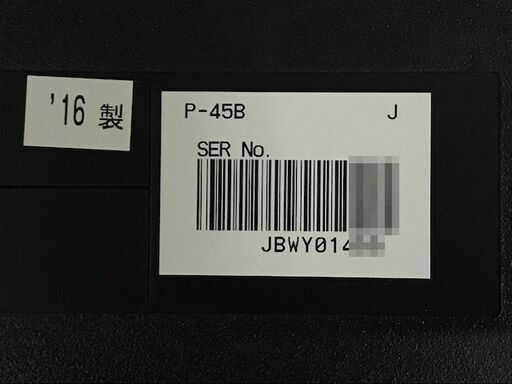 '16 製
P-45B J
SER No.
JBWY014